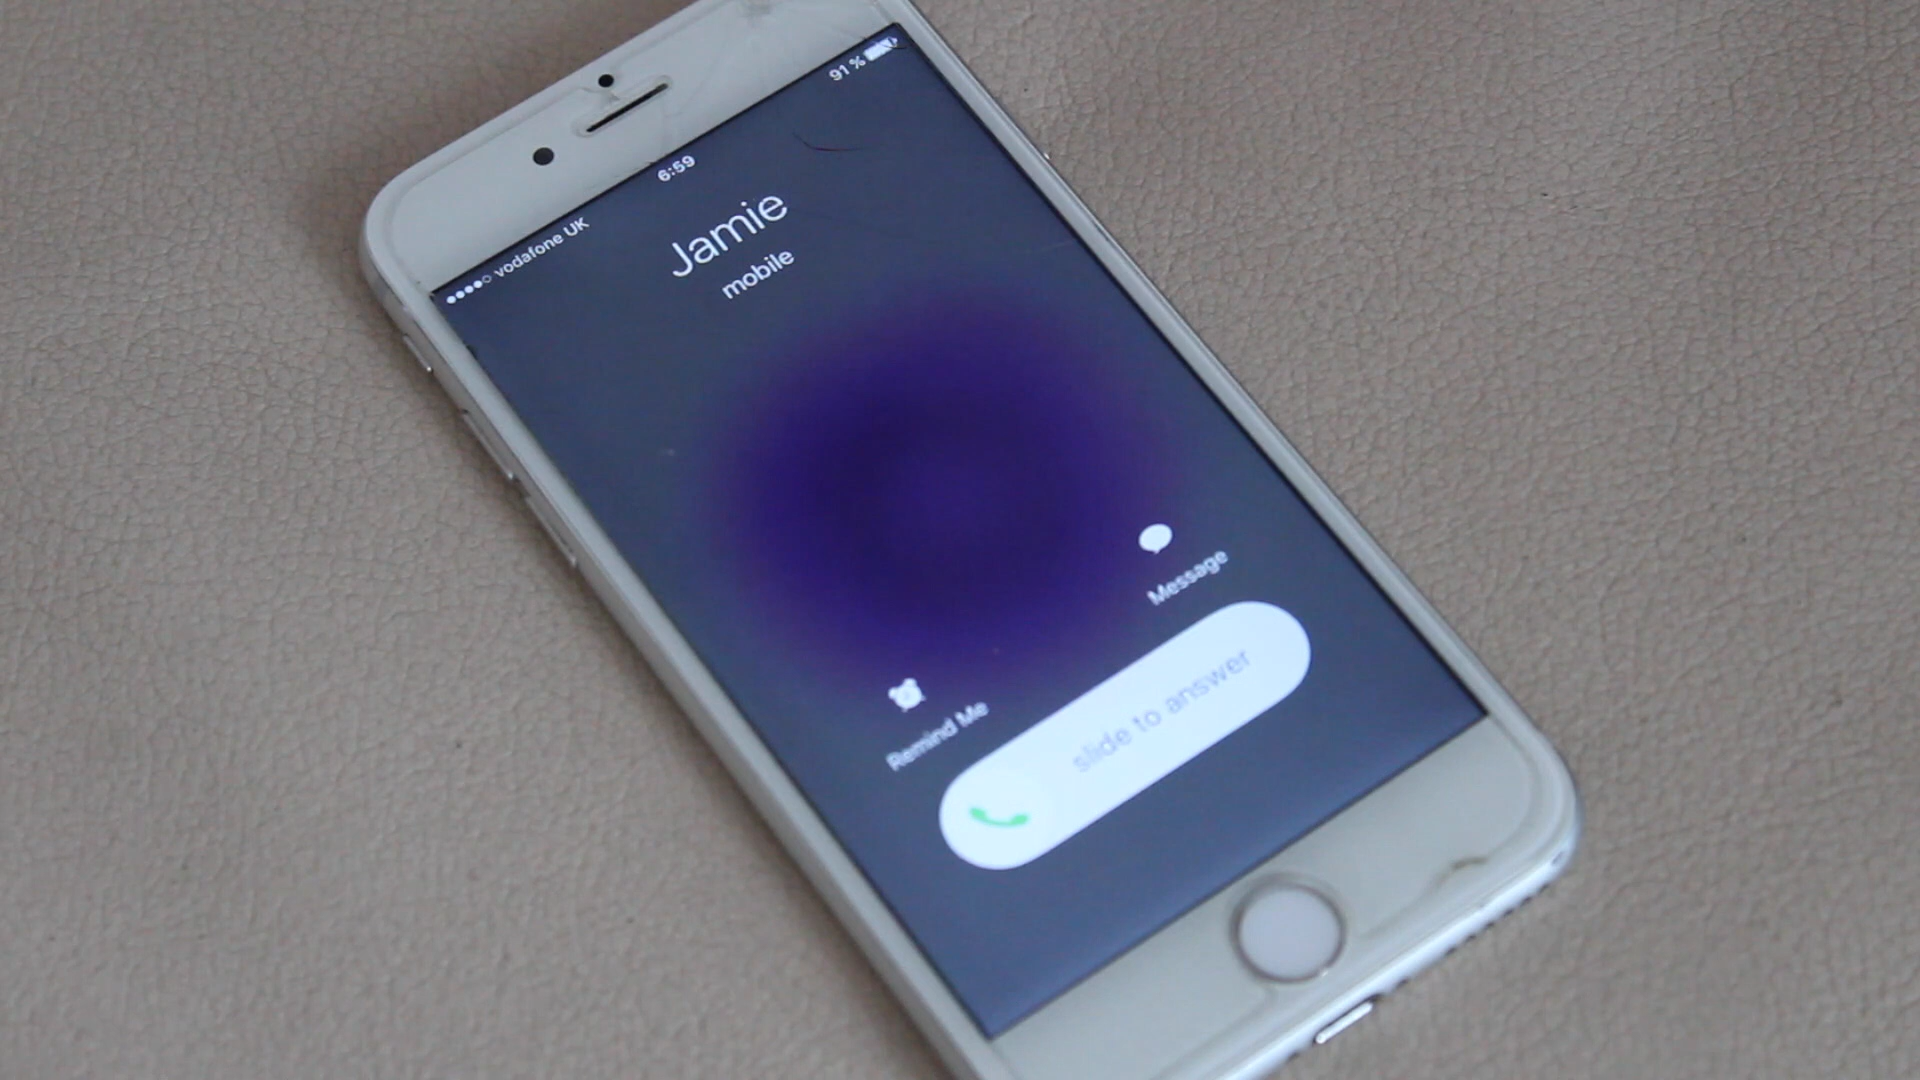 vodafone UK
6:59
91 %
Jamie
mobile
Remind Me
Message
slide to answer